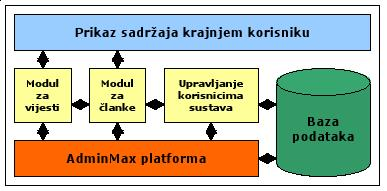 Prikaz sadržaja krajnjem korisniku
Modul
za
vijesti
Modul
za
članke
Upravljanje
korisnicima
sustava
Baza
podataka
AdminMax platforma